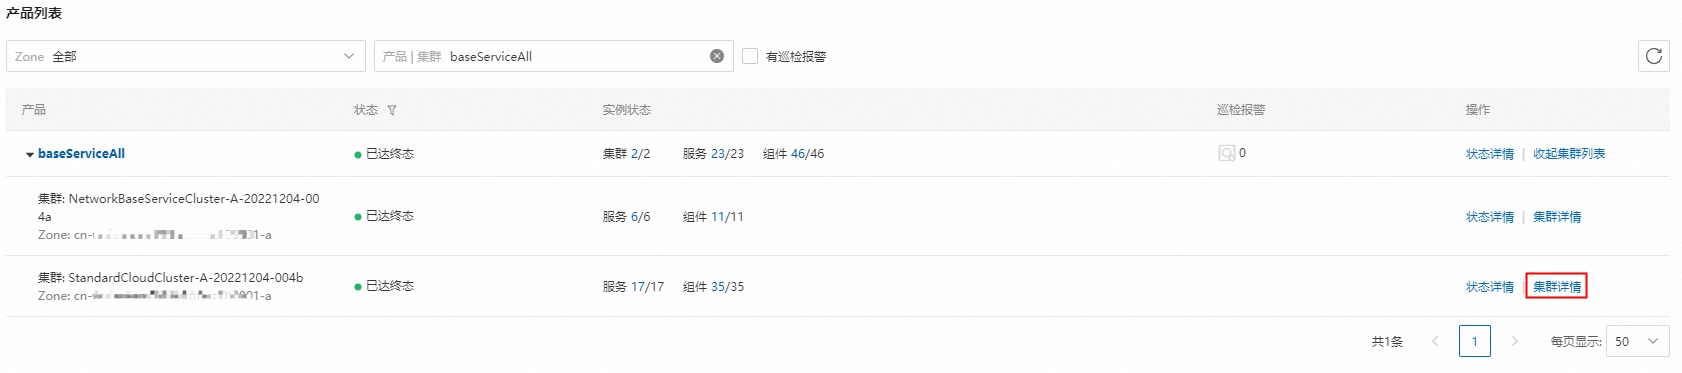 产品列表
Zone 全部 产品 | 集群 baseServiceAll 有巡检报警
产品 状态 实例状态 巡检报警 操作
baseServiceAll 已达终态 集群 2/2 服务 23/23 组件 46/46 0 状态详情 | 收起集群列表
集群: NetworkBaseServiceCluster-A-20221204-00
4a
已达终态 服务 6/6 组件 11/11 状态详情 | 集群详情
Zone: cn- 01-a
集群: StandardCloudCluster-A-20221204-004b
已达终态 服务 17/17 组件 35/35 状态详情 | 集群详情
Zone: cn- 001-a
共1条 1 每页显示: 50